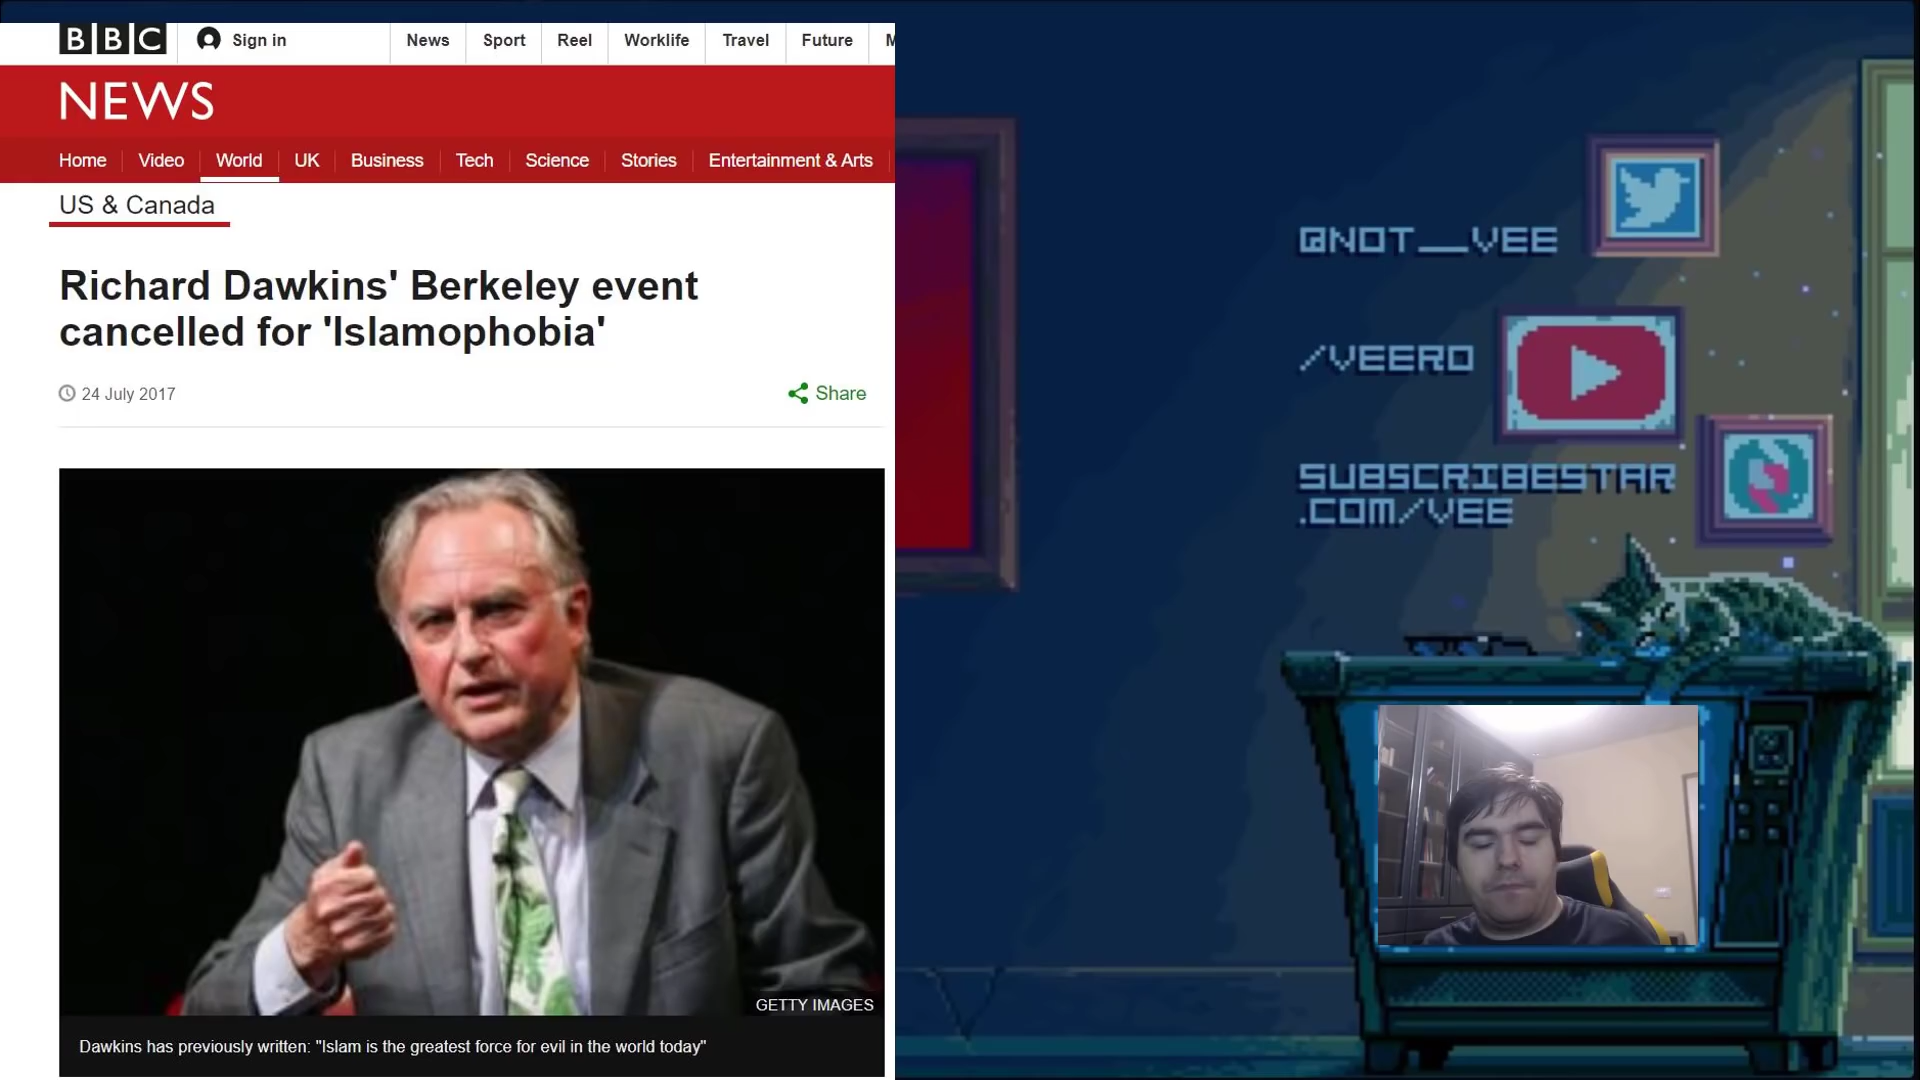 BBC
Sign in
News
Sport
Reel
Worklife
Travel
Future
NEWS
Home
Video
World
UK
Business
Tech
Science
Stories
Entertainment & Arts
US & Canada
Richard Dawkins' Berkeley event
cancelled for 'Islamophobia'
24 July 2017
Share
GETTY IMAGES
Dawkins has previously written: "Islam is the greatest force for evil in the world today"
@NOT__VEE
/VEERO
SUBSCRIBESTAR
.COM/VEE